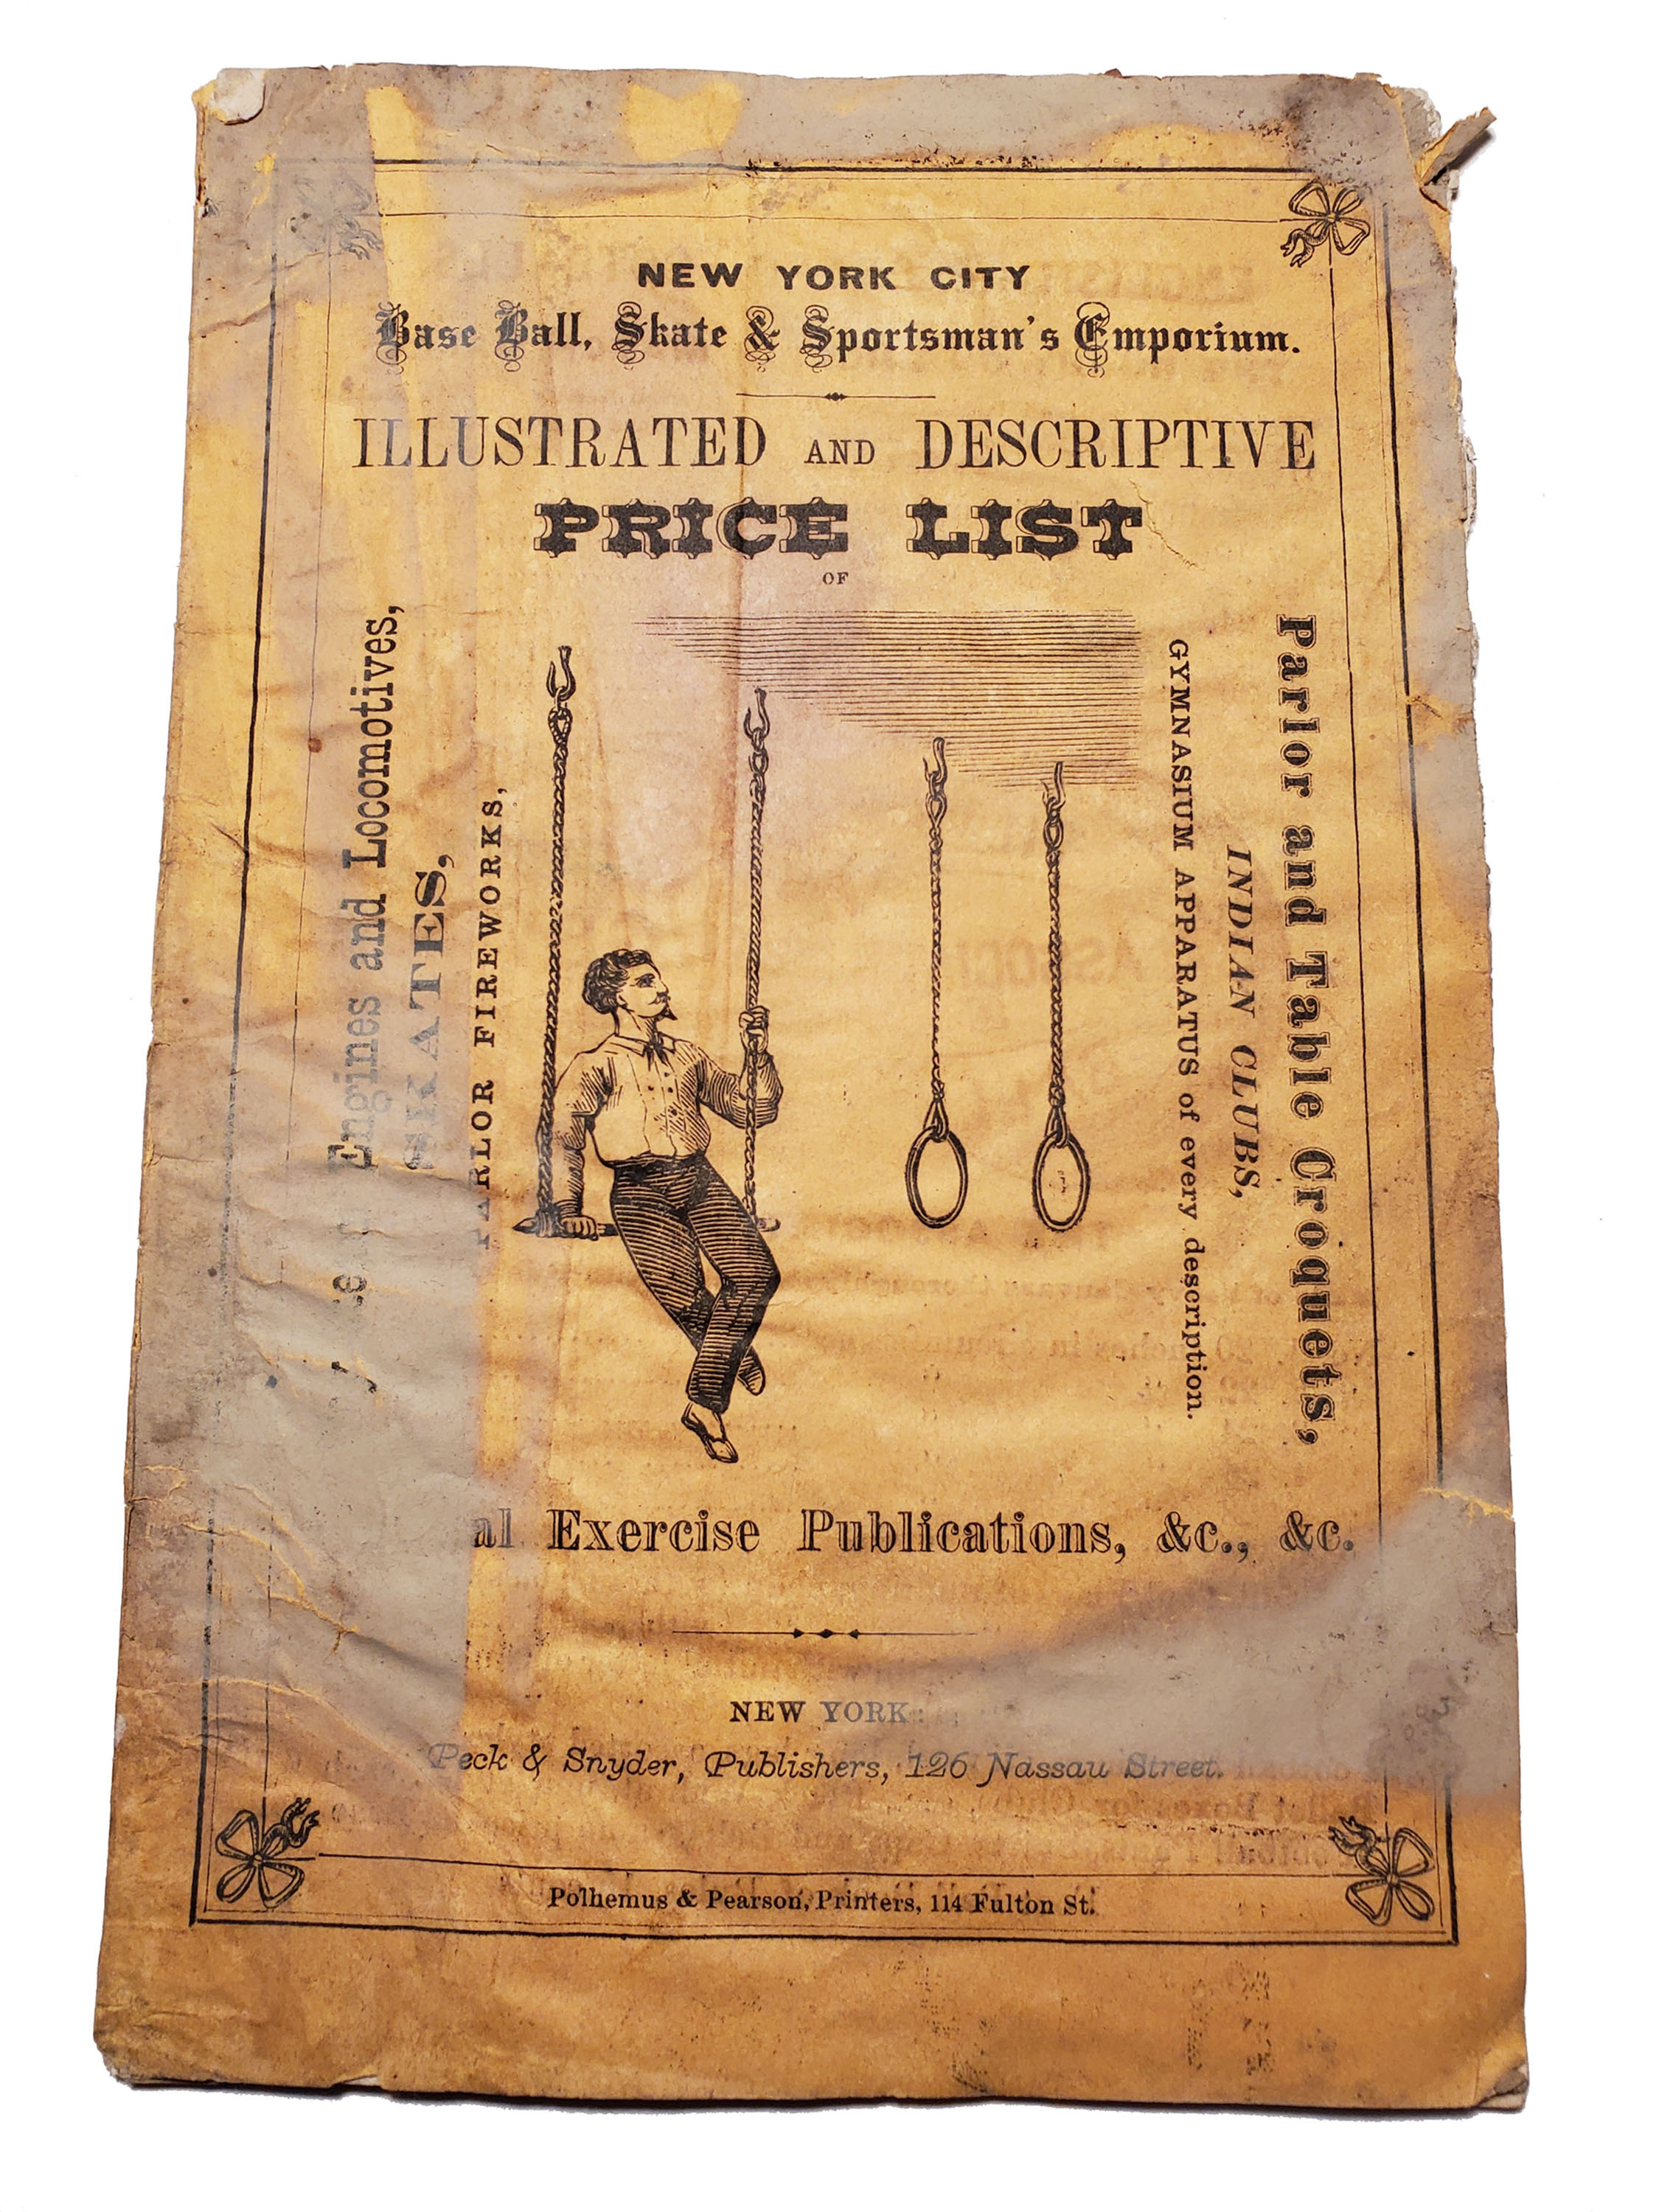 NEW YORK CITY
Base Ball, Skate & Sportsman's Emporium.
ILLUSTRATED AND DESCRIPTIVE
PRICE LIST
OF
Engines and Locomotives,
SKATES,
PARLOR FIREWORKS,
Parlor and Table Croquets,
INDIAN CLUBS,
GYMNASIUM APPARATUS of every description.
Exercise Publications, &c., &c.
NEW YORK:
Peck & Snyder, Publishers, 126 Nassau Street.
Polhemus & Pearson, Printers, 114 Fulton St.